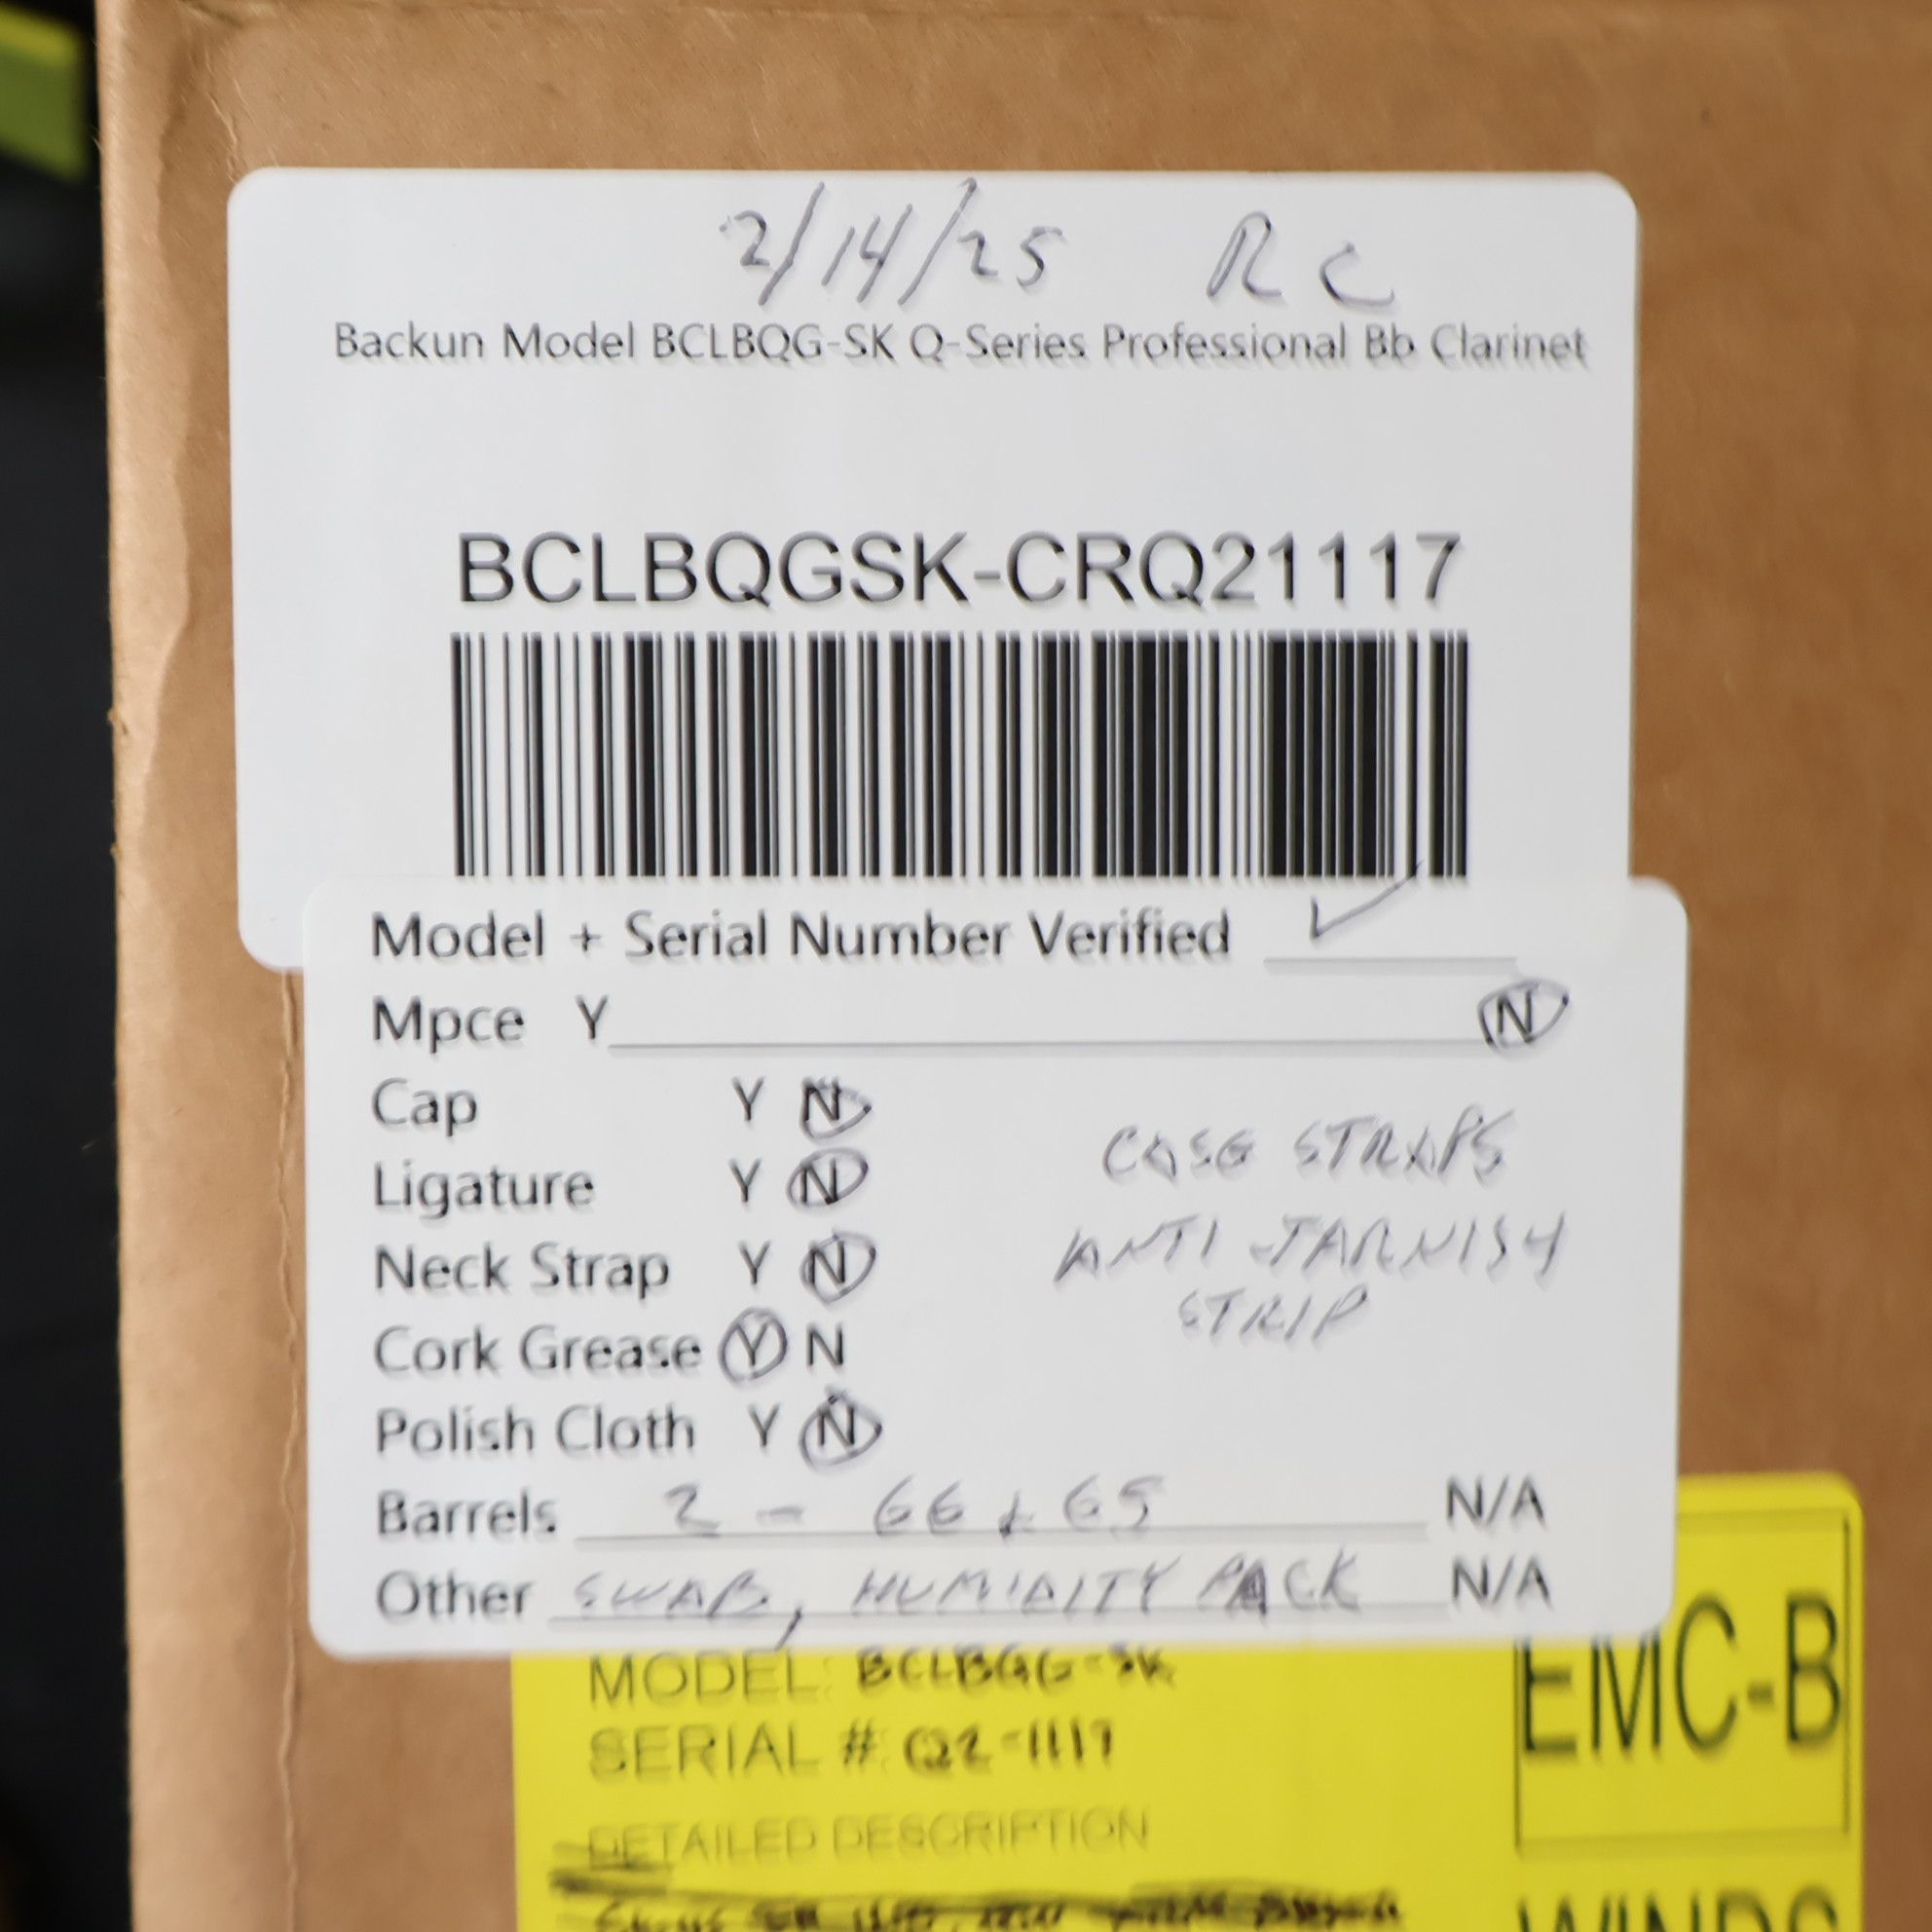 2/14/25 RC
Backun Model BCLBQG-SK Q-Series Professional Bb Clarinet
BCLBQGSK-CRQ21117
Model + Serial Number Verified ✓
Mpce Y N
Cap Y N
Ligature Y N
Neck Strap Y N
Cork Grease Y N
Polish Cloth Y N
CASE STRAPS
ANTI TARNISH
STRIP
Barrels 2 - 66 + 65 N/A
Other SWAB, HUMIDITY PACK N/A
MODEL: BCLBQG-SK
SERIAL # Q2-1117
DETAILED DESCRIPTION
EMC-B
WINDS